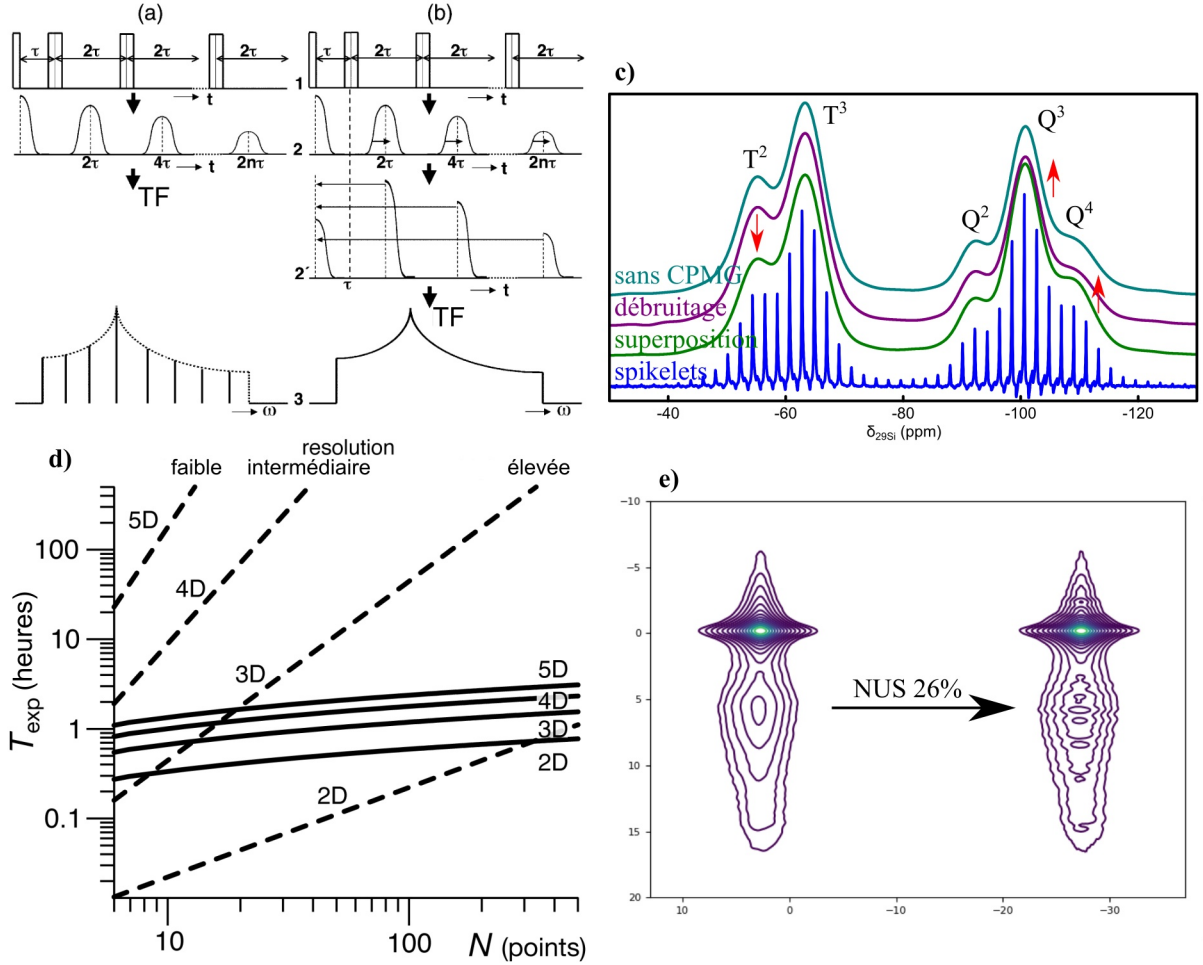 (a)
τ 2τ 2τ 2τ
t
2τ 4τ 2nτ
t
TF
ω
(b)
τ 2τ 2τ 2τ
1
t
2
2τ 4τ 2nτ
t
2´
τ
t
TF
3
ω
c)
T² T³ Q² Q³ Q⁴
sans CPMG
débruitage
superposition
spikelets
-40 -60 -80 -100 -120
δ29Si (ppm)
d)
resolution
faible intermédiaire élevée
5D
4D
3D
2D
5D
4D
3D
2D
100
10
1
0.1
Texp (heures)
10 100
N (points)
e)
-10
-5
0
5
10
15
20
NUS 26%
10 0 -10 -20 -30